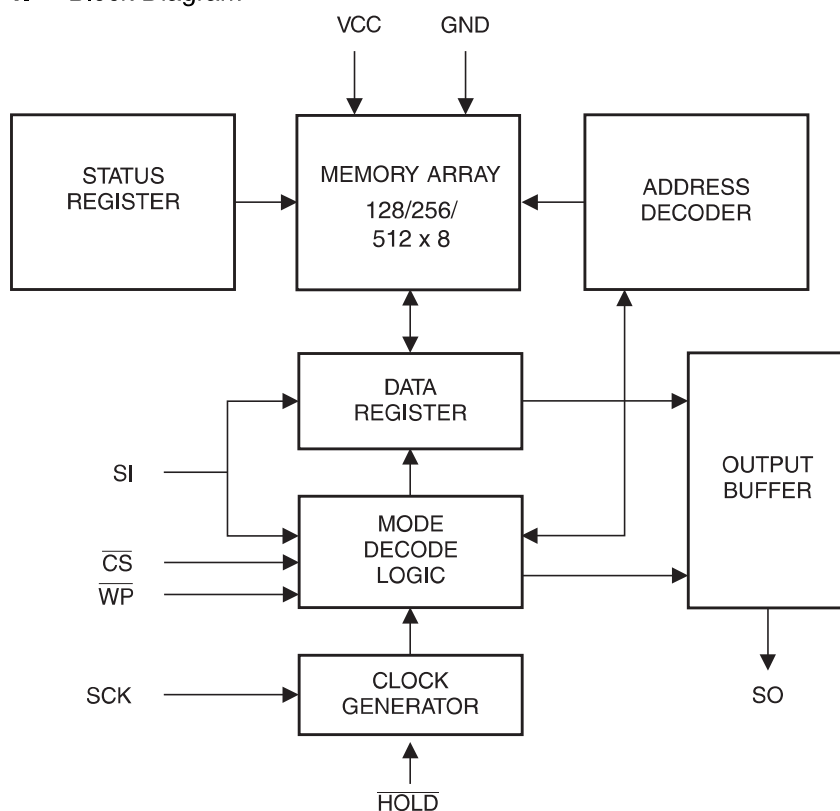 Block Diagram
VCC
GND
STATUS
REGISTER
MEMORY ARRAY
128/256/
512 x 8
ADDRESS
DECODER
DATA
REGISTER
OUTPUT
BUFFER
SI
MODE
DECODE
LOGIC
CS
WP
SCK
CLOCK
GENERATOR
SO
HOLD